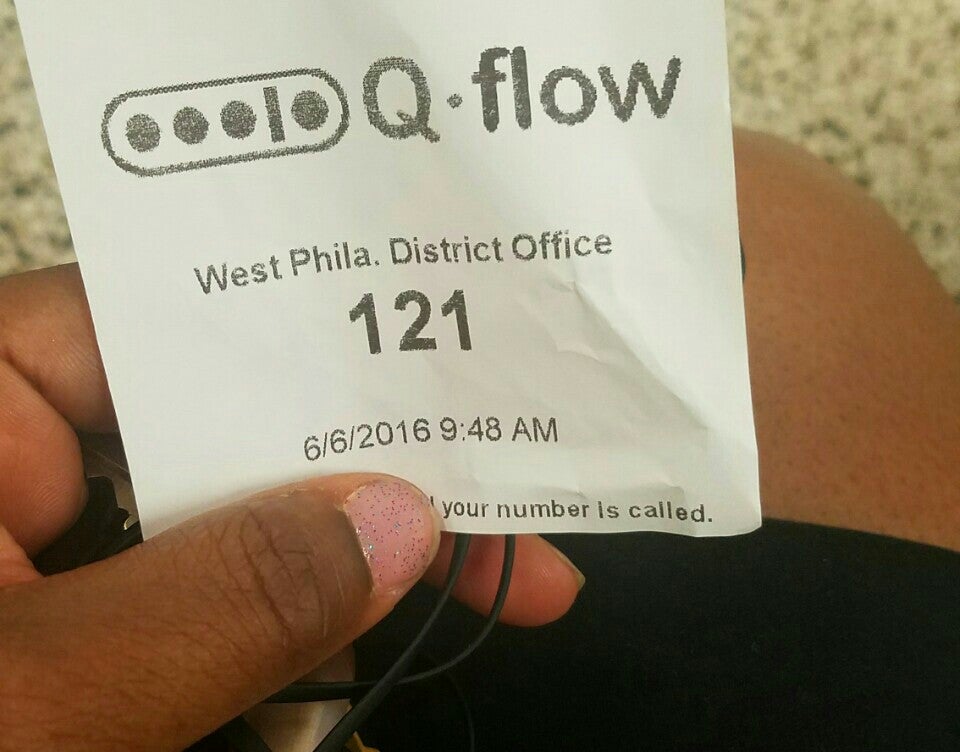 Q·flow
West Phila. District Office
121
6/6/2016 9:48 AM
your number is called.